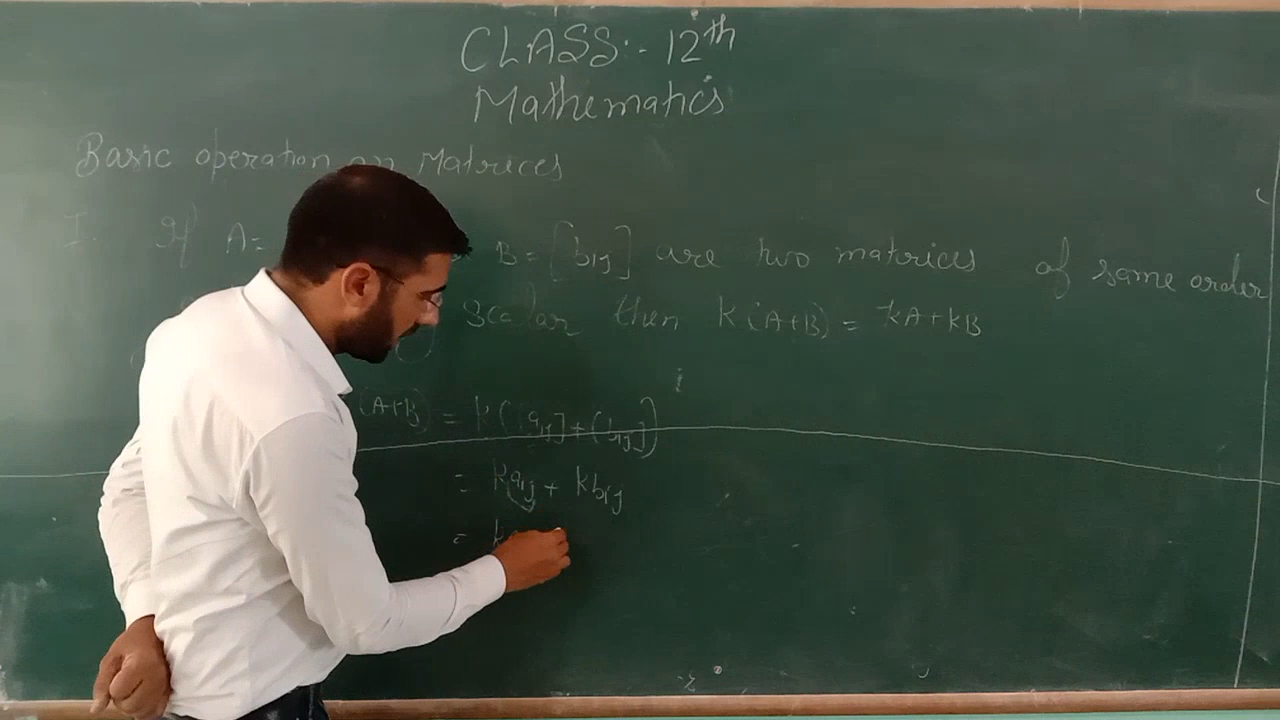 CLASS:- 12th
Mathematics
Basic operation on Matrices
I. If A= B=[bij] are two matrices of same order
scalar then K(A+B) = kA+kB
(A+B) = K([aij]+[bij])
= Kaij + Kbij
= k